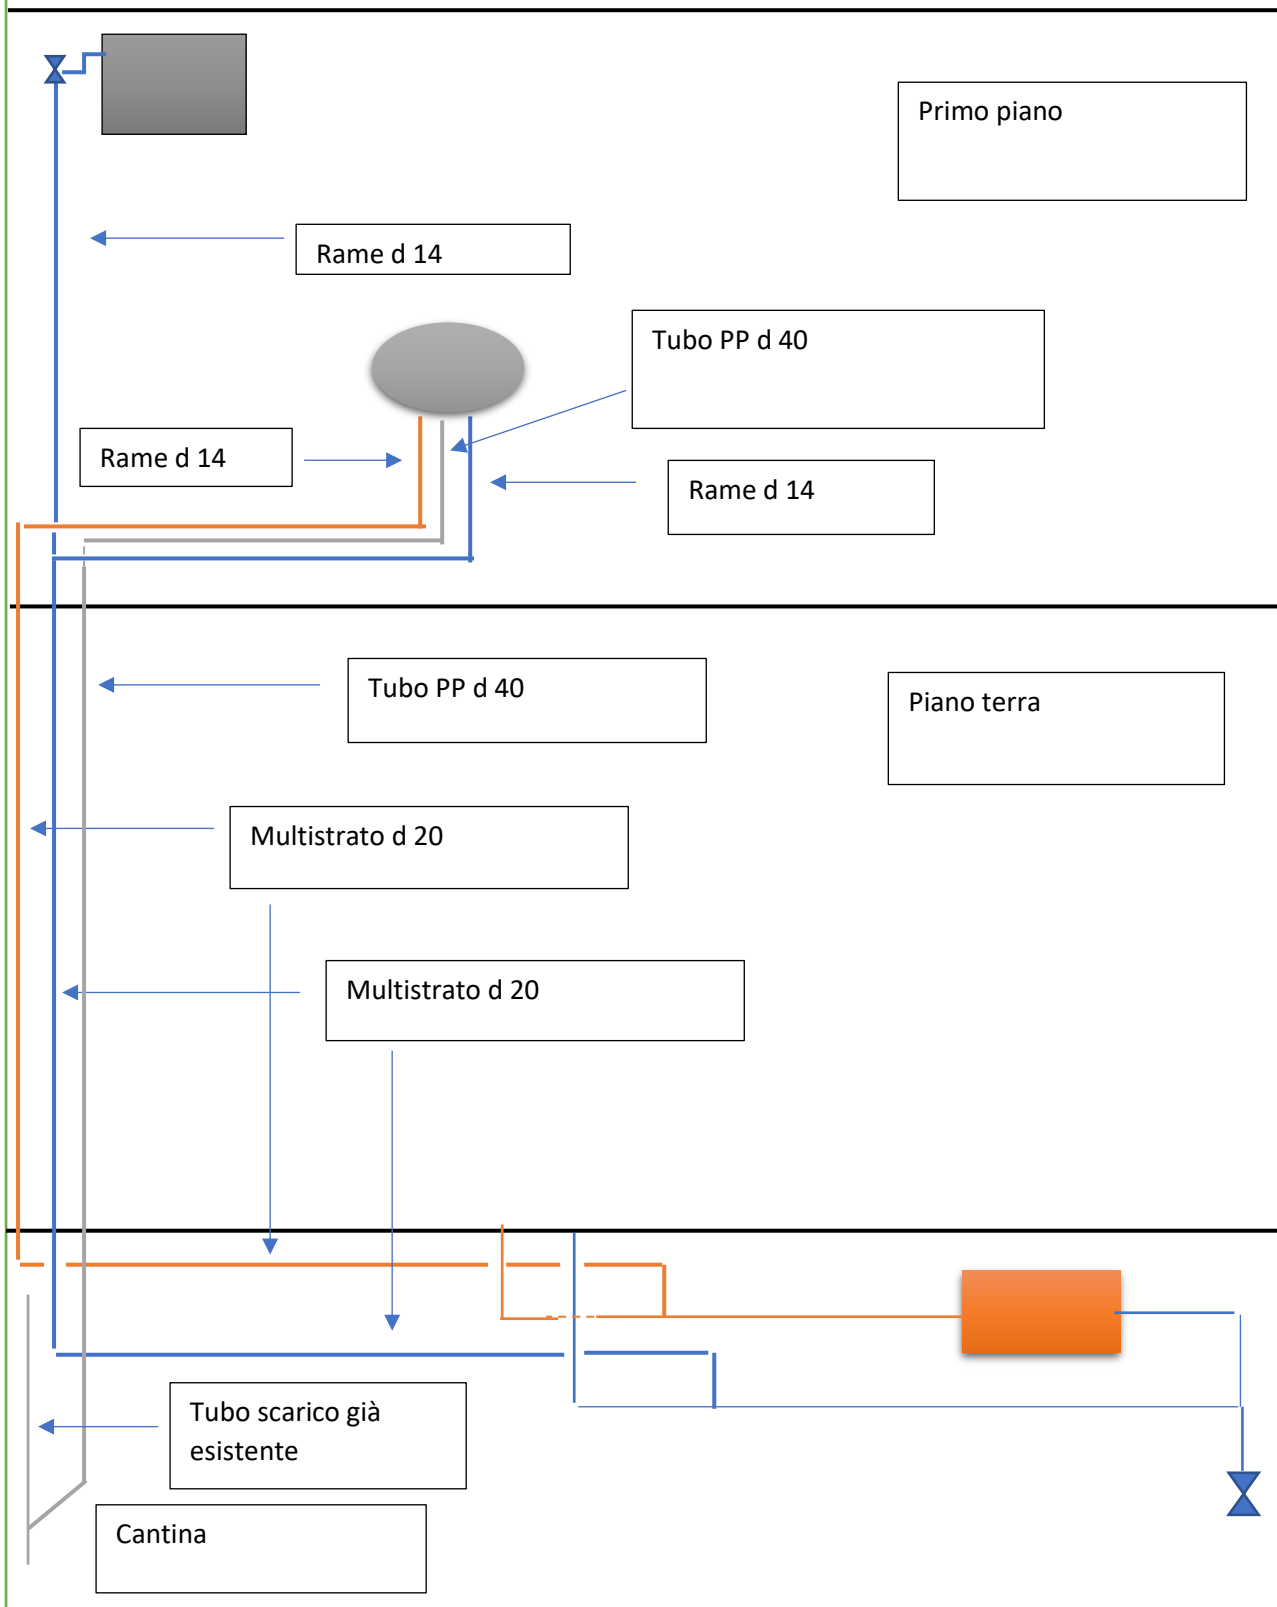 Primo piano
Rame d 14
Tubo PP d 40
Rame d 14
Rame d 14
Tubo PP d 40
Piano terra
Multistrato d 20
Multistrato d 20
Tubo scarico già
esistente
Cantina